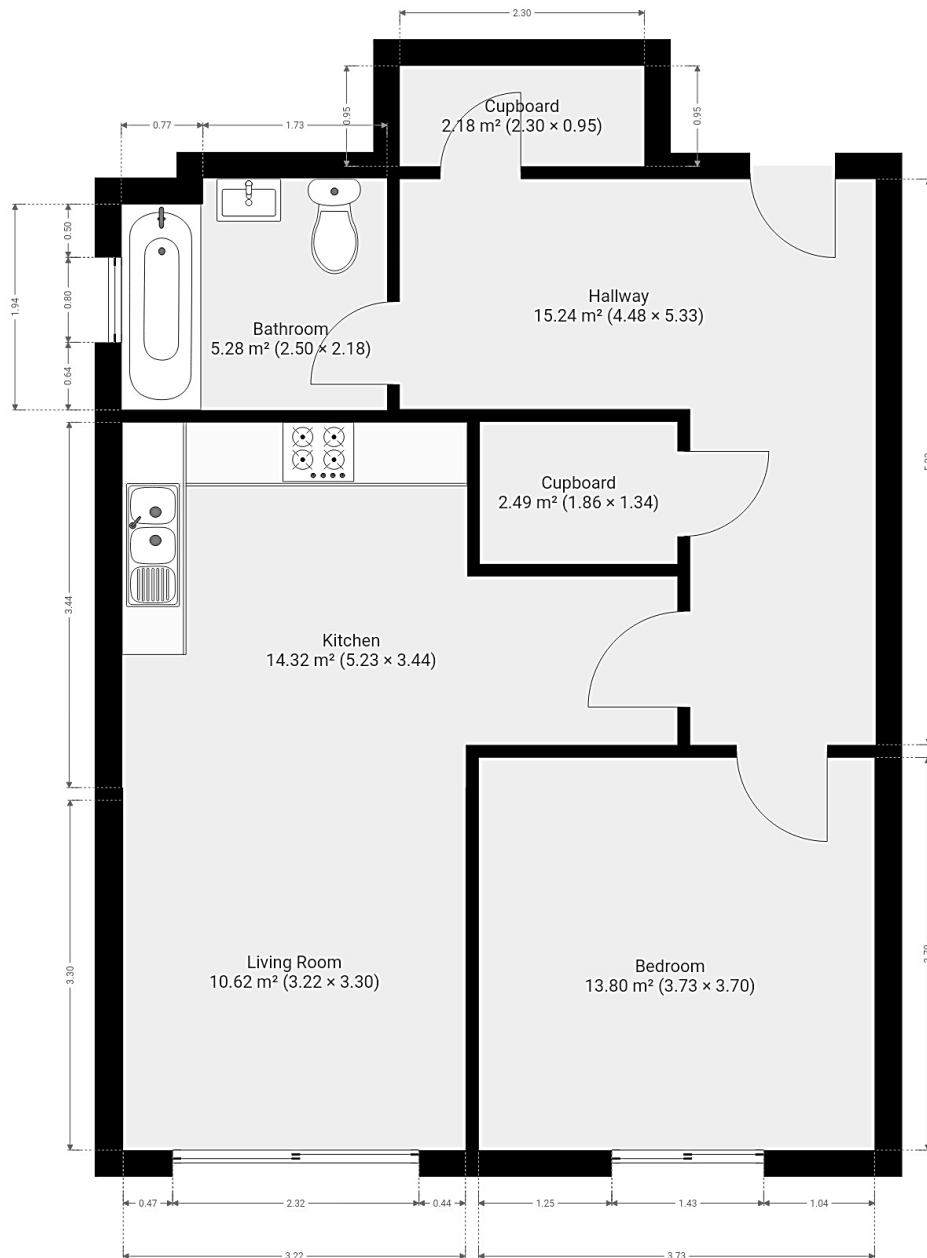 2.30
Cupboard
2.18 m² (2.30 × 0.95)
0.95
0.95
0.77
1.73
0.50
0.80
0.64
1.94
Bathroom
5.28 m² (2.50 × 2.18)
Hallway
15.24 m² (4.48 × 5.33)
Cupboard
2.49 m² (1.86 × 1.34)
3.44
Kitchen
14.32 m² (5.23 × 3.44)
3.30
Living Room
10.62 m² (3.22 × 3.30)
Bedroom
13.80 m² (3.73 × 3.70)
0.47
2.32
0.44
1.25
1.43
1.04
3.22
3.73